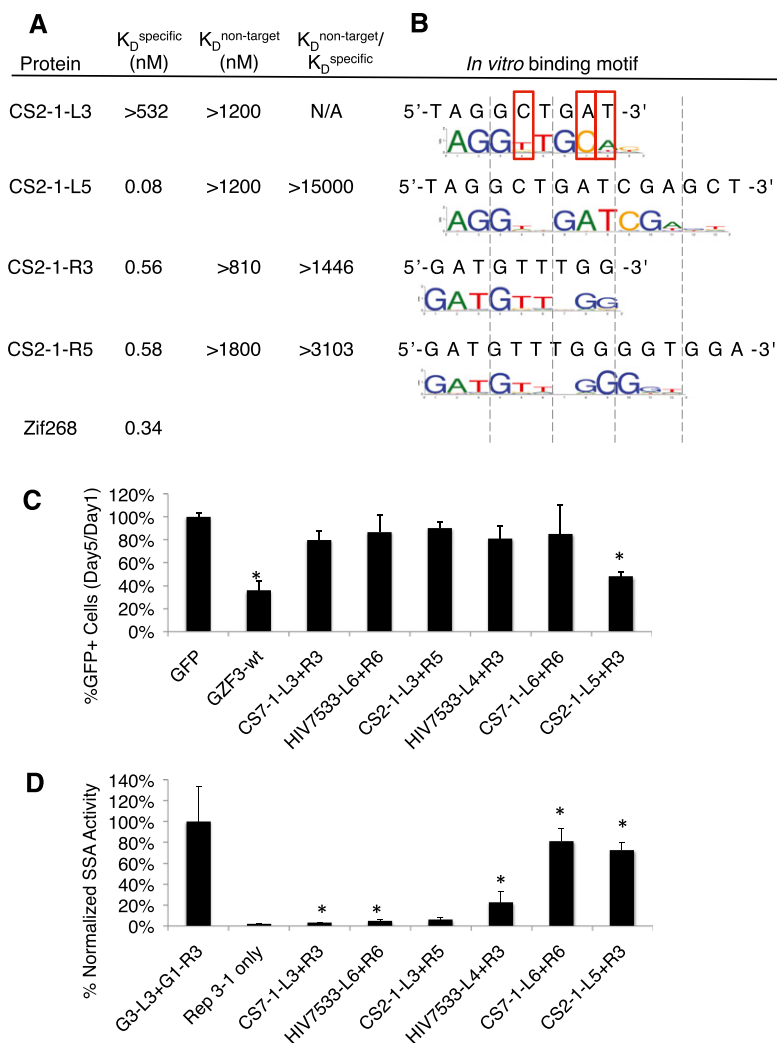 A
B
Protein K_D^specific (nM) K_D^non-target (nM) K_D^non-target/K_D^specific In vitro binding motif
CS2-1-L3 >532 >1200 N/A 5'-T A G G C T G A T -3'
A G G T T G C A
CS2-1-L5 0.08 >1200 >15000 5'-T A G G C T G A T C G A G C T -3'
A G G G A T C G A
CS2-1-R3 0.56 >810 >1446 5'-G A T G T T T G G -3'
G A T G T T G G
CS2-1-R5 0.58 >1800 >3103 5'-G A T G T T T G G G G T G G A -3'
G A T G T T G G G
Zif268 0.34
C
%GFP+ Cells (Day5/Day1)
120%
100%
80%
60%
40%
20%
0%
* *
GFP GZF3-wt CS7-1-L3+R3 HIV7533-L6+R6 CS2-1-L3+R5 HIV7533-L4+R3 CS7-1-L6+R6 CS2-1-L5+R3
D
% Normalized SSA Activity
140%
120%
100%
80%
60%
40%
20%
0%
* * * * *
G3-L3+G1-R3 Rep 3-1 only CS7-1-L3+R3 HIV7533-L6+R6 CS2-1-L3+R5 HIV7533-L4+R3 CS7-1-L6+R6 CS2-1-L5+R3